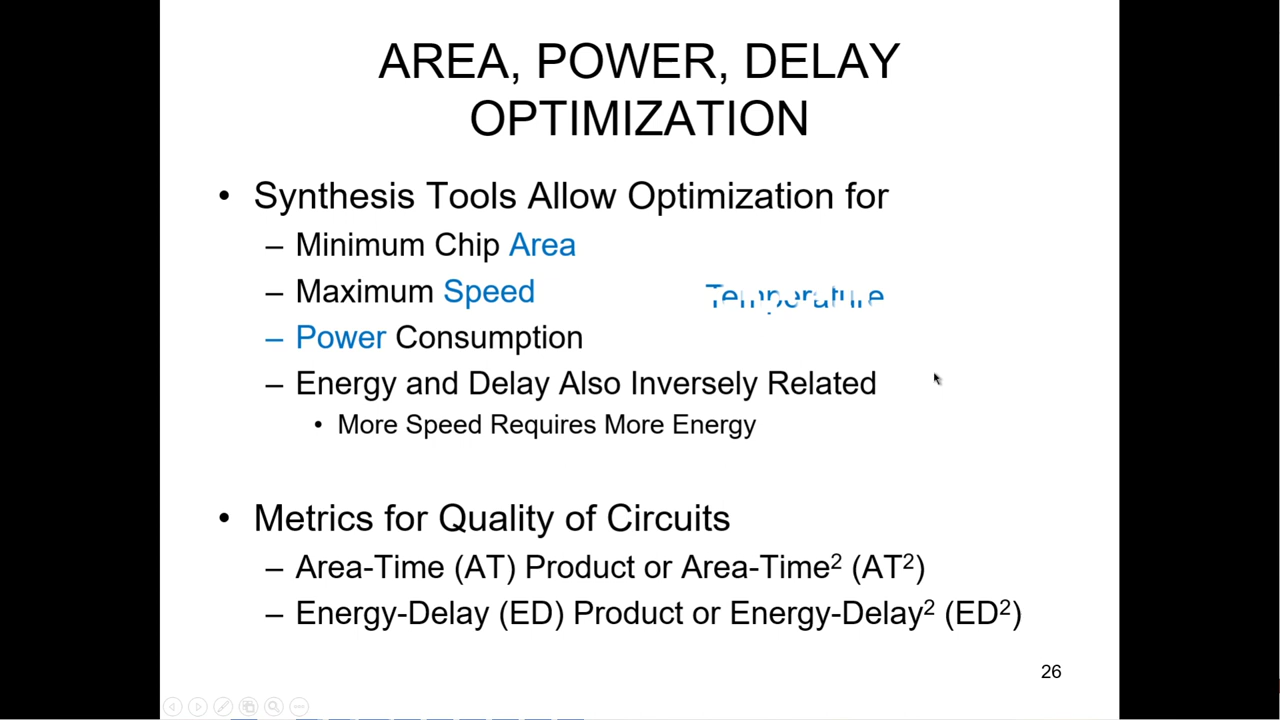 AREA, POWER, DELAY
OPTIMIZATION
• Synthesis Tools Allow Optimization for
– Minimum Chip Area
– Maximum Speed
Temperature
– Power Consumption
– Energy and Delay Also Inversely Related
• More Speed Requires More Energy
• Metrics for Quality of Circuits
– Area-Time (AT) Product or Area-Time² (AT²)
– Energy-Delay (ED) Product or Energy-Delay² (ED²)
26